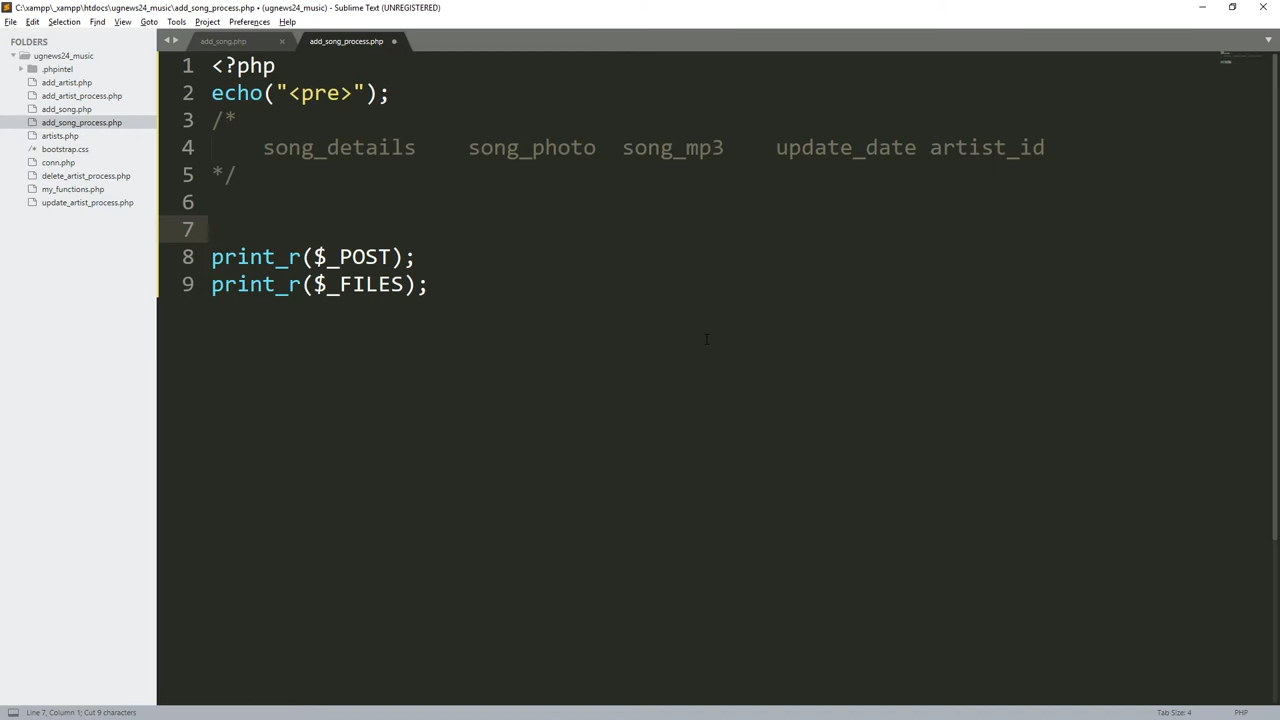 C:\xampp\_xampp\htdocs\ugnews24_music\add_song_process.php • (ugnews24_music) - Sublime Text (UNREGISTERED)
File Edit Selection Find View Goto Tools Project Preferences Help
FOLDERS
ugnews24_music
.phpintel
add_artist.php
add_artist_process.php
add_song.php
add_song_process.php
artists.php
bootstrap.css
conn.php
delete_artist_process.php
my_functions.php
update_artist_process.php
add_song.php add_song_process.php
1 <?php
2 echo("<pre>");
3 /*
4 song_details song_photo song_mp3 update_date artist_id
5 */
6
7
8 print_r($_POST);
9 print_r($_FILES);
Line 7, Column 1; Cut 9 characters Tab Size: 4 PHP